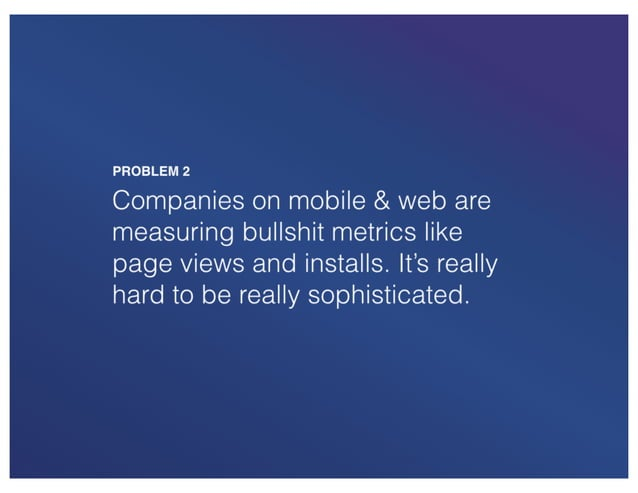 PROBLEM 2
Companies on mobile & web are
measuring bullshit metrics like
page views and installs. It’s really
hard to be really sophisticated.